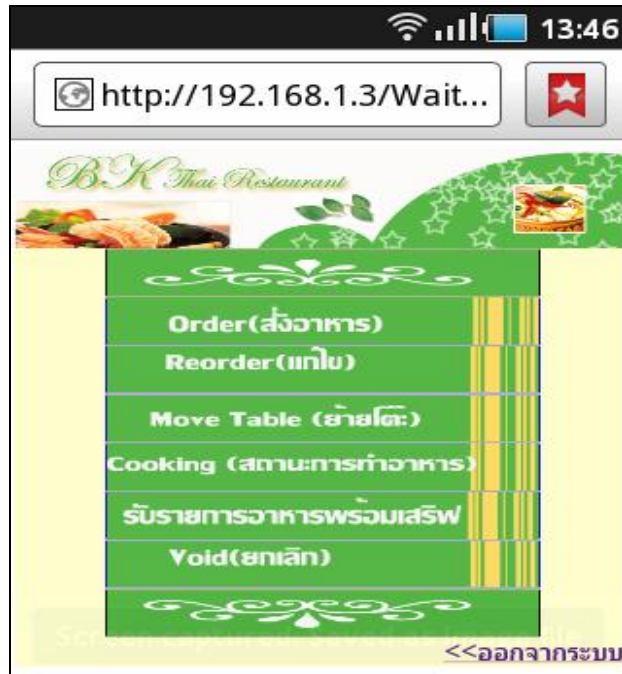 13:46
http://192.168.1.3/Wait...
BK Thai Restaurant
Order(สั่งอาหาร)
Reorder(แก้ไข)
Move Table (ย้ายโต๊ะ)
Cooking (สถานะการทำอาหาร)
รับรายการอาหารพร้อมเสริฟ
Void(ยกเลิก)
<<ออกจากระบบ